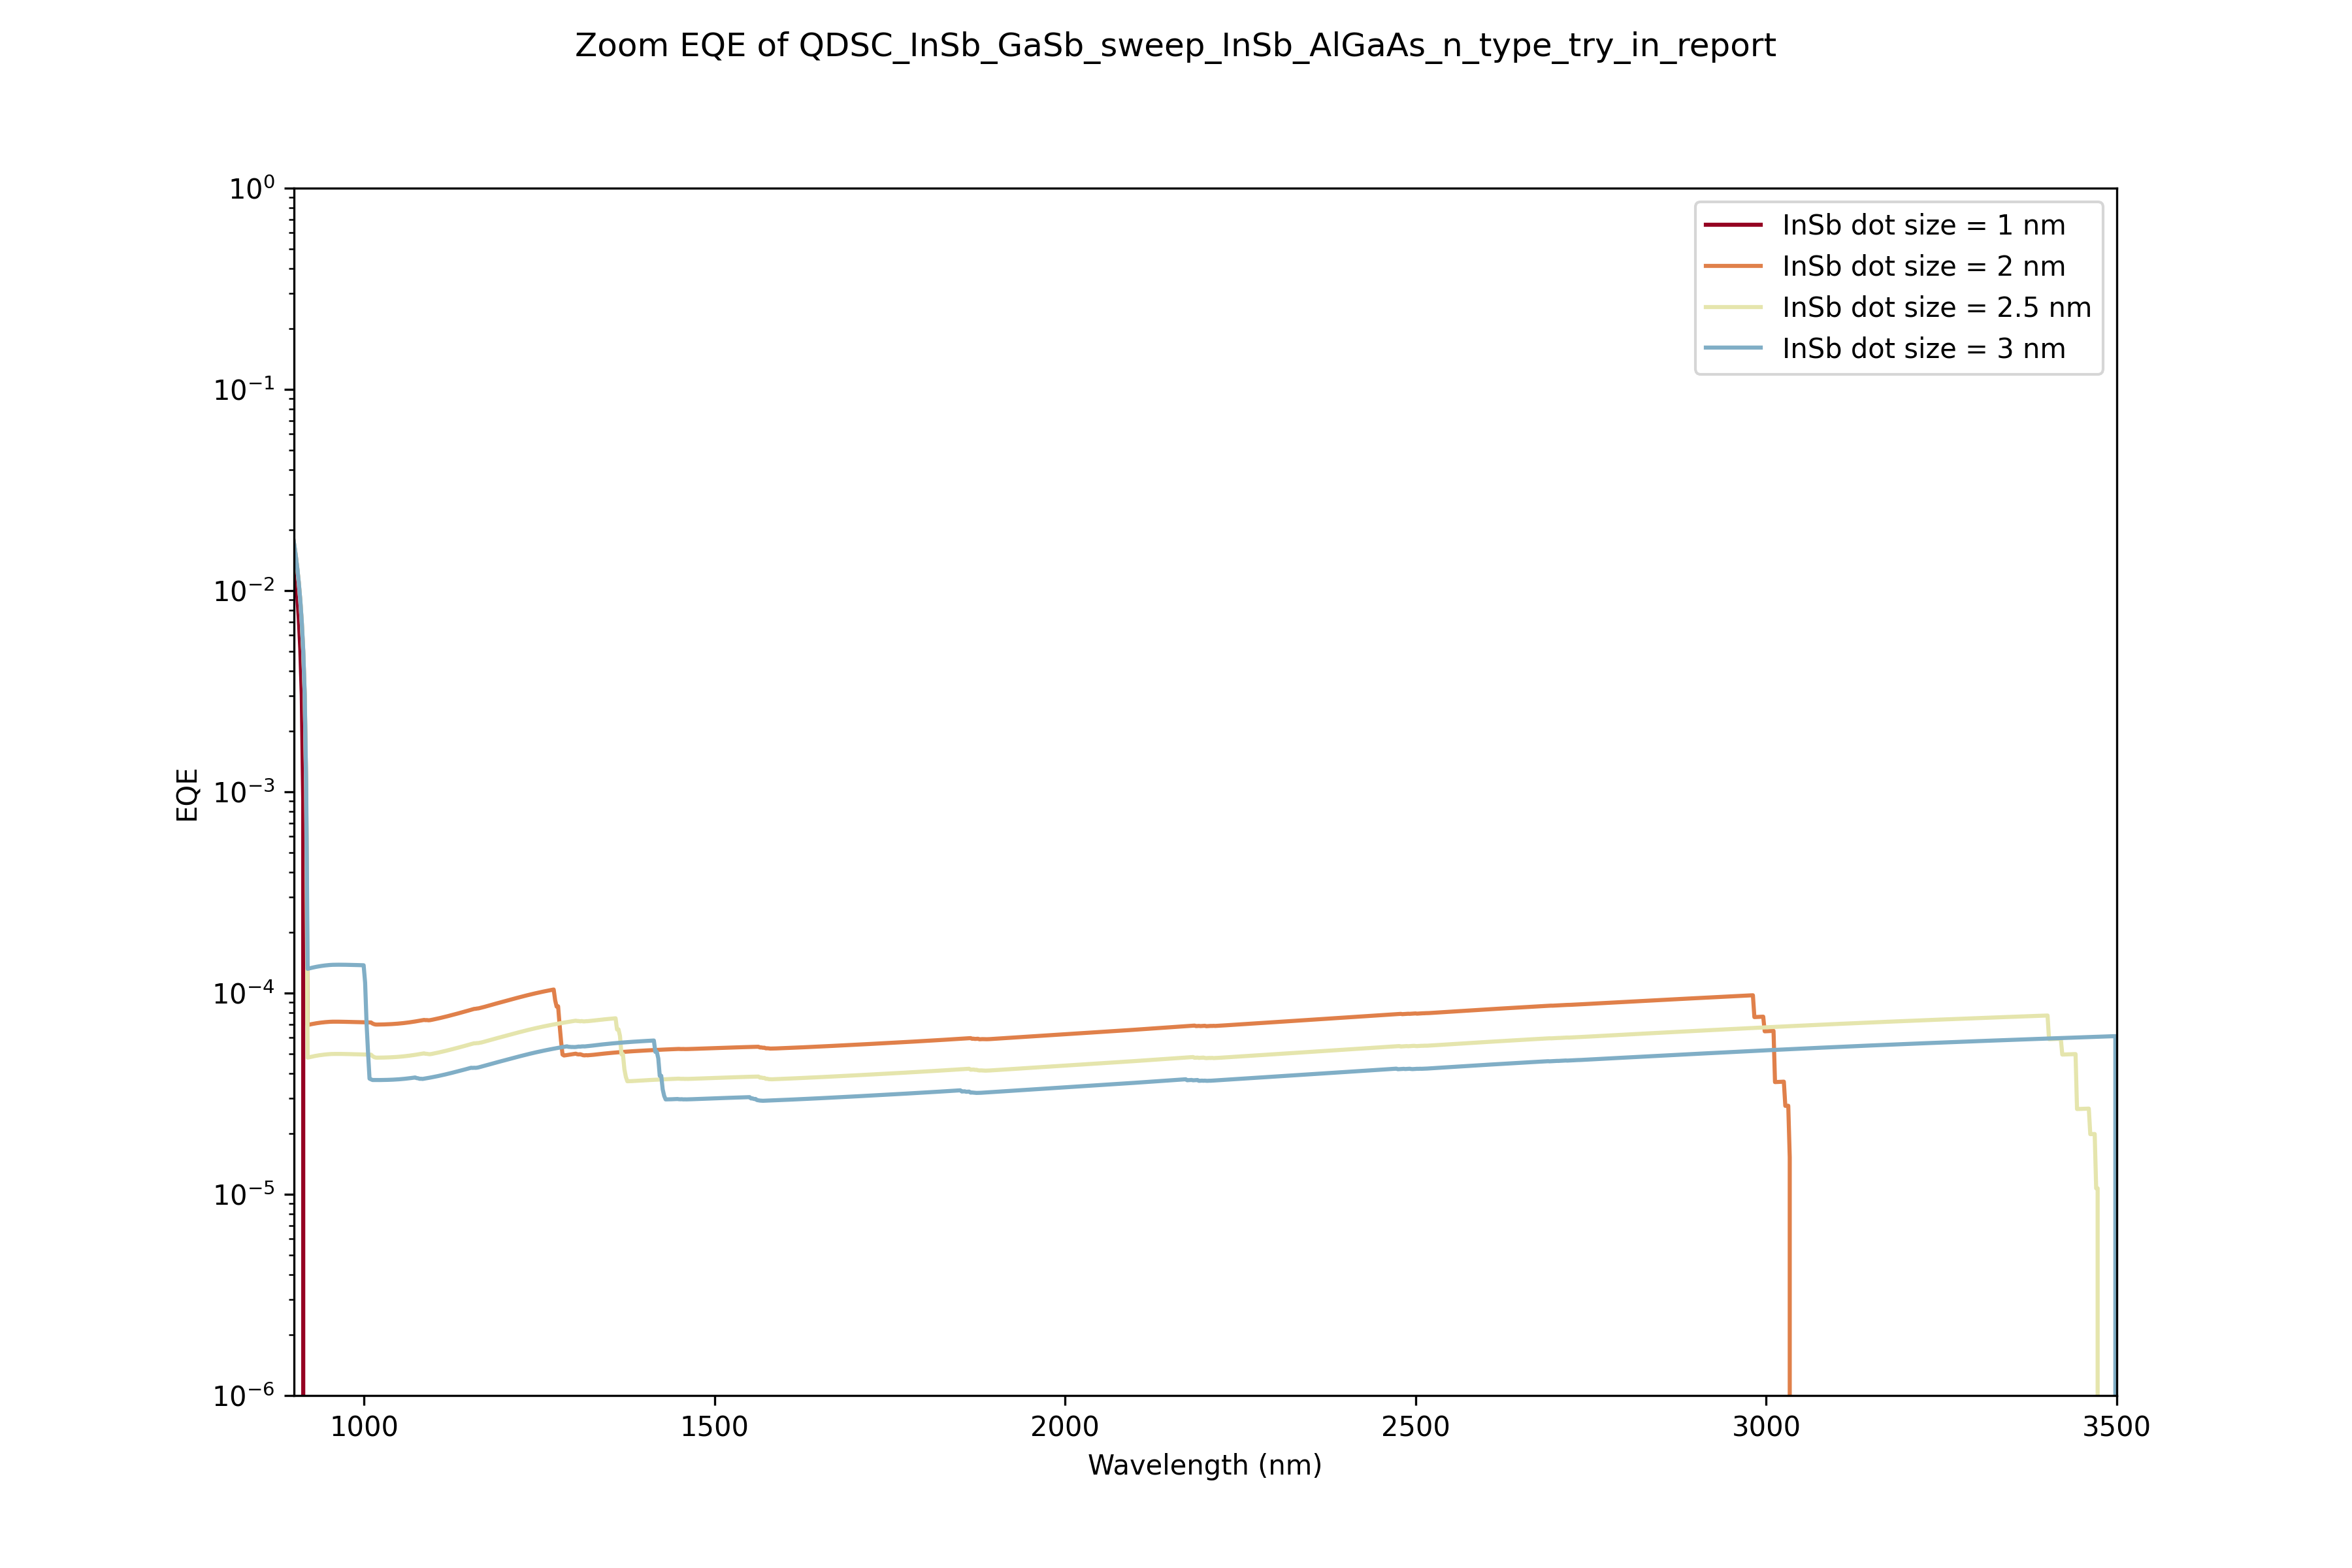 Zoom EQE of QDSC_InSb_GaSb_sweep_InSb_AlGaAs_n_type_try_in_report
InSb dot size = 1 nm
InSb dot size = 2 nm
InSb dot size = 2.5 nm
InSb dot size = 3 nm
10⁰
10⁻¹
10⁻²
10⁻³
10⁻⁴
10⁻⁵
10⁻⁶
EQE
1000 1500 2000 2500 3000 3500
Wavelength (nm)